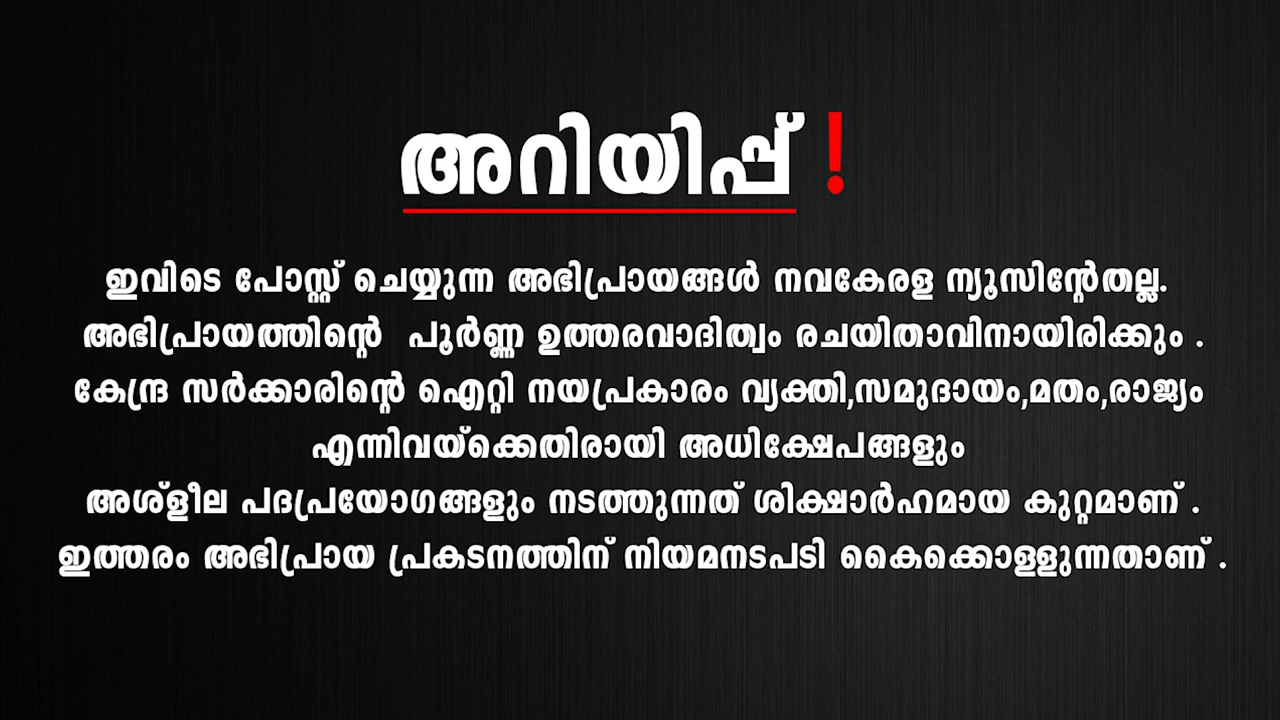 അറിയിപ്പ് !
ഇവിടെ പോസ്റ്റ് ചെയ്യുന്ന അഭിപ്രായങ്ങൾ നവകേരള ന്യൂസിന്റേതല്ല.
അഭിപ്രായത്തിന്റെ പൂർണ്ണ ഉത്തരവാദിത്വം രചയിതാവിനായിരിക്കും .
കേന്ദ്ര സർക്കാരിന്റെ ഐറ്റി നയപ്രകാരം വ്യക്തി,സമുദായം,മതം,രാജ്യം
എന്നിവയ്ക്കെതിരായി അധിക്ഷേപങ്ങളും
അശ്ളീല പദപ്രയോഗങ്ങളും നടത്തുന്നത് ശിക്ഷാർഹമായ കുറ്റമാണ് .
ഇത്തരം അഭിപ്രായ പ്രകടനത്തിന് നിയമനടപടി കൈക്കൊള്ളുന്നതാണ് .